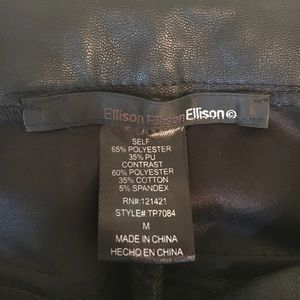 Ellison Ellison Ellison©
SELF
65% POLYESTER
35% PU
CONTRAST
60% POLYESTER
35% COTTON
5% SPANDEX
RN#:121421
STYLE#:TP7084
M
MADE IN CHINA
HECHO EN CHINA